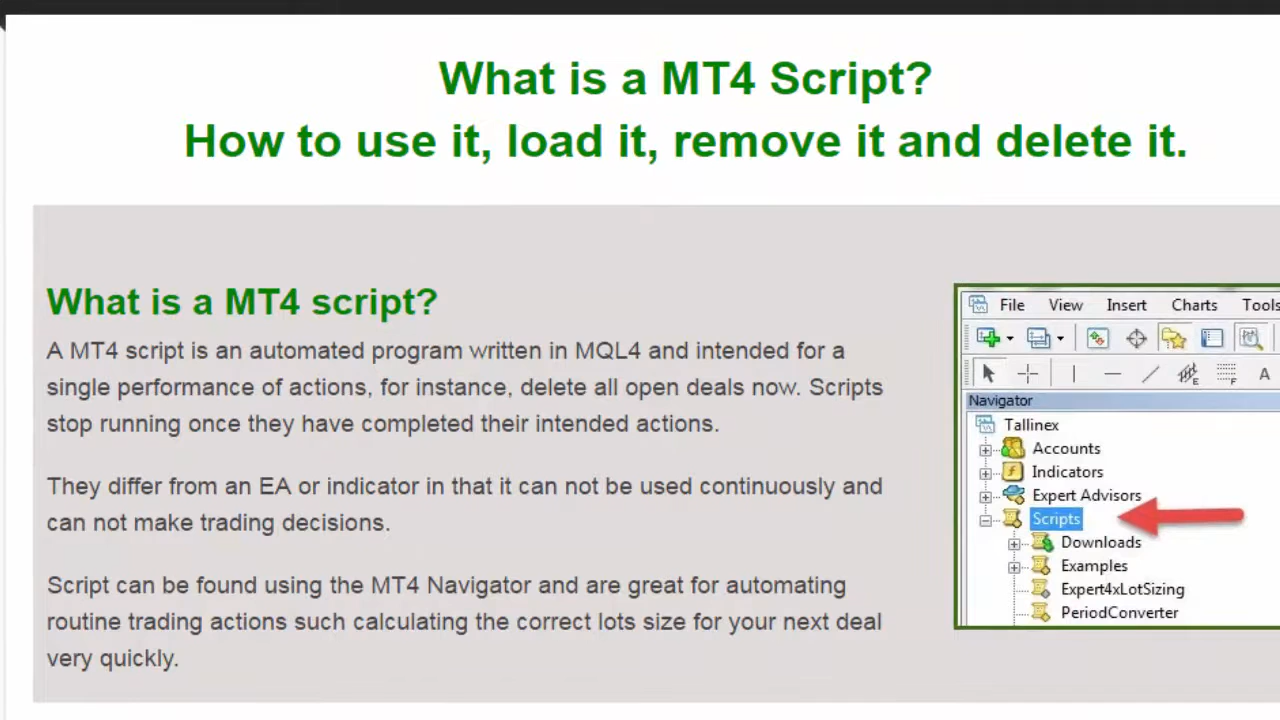 What is a MT4 Script?
How to use it, load it, remove it and delete it.
What is a MT4 script?
A MT4 script is an automated program written in MQL4 and intended for a
single performance of actions, for instance, delete all open deals now. Scripts
stop running once they have completed their intended actions.
They differ from an EA or indicator in that it can not be used continuously and
can not make trading decisions.
Script can be found using the MT4 Navigator and are great for automating
routine trading actions such calculating the correct lots size for your next deal
very quickly.
File View Insert Charts Tools
A
Navigator
Tallinex
Accounts
Indicators
Expert Advisors
Scripts
Downloads
Examples
Expert4xLotSizing
PeriodConverter